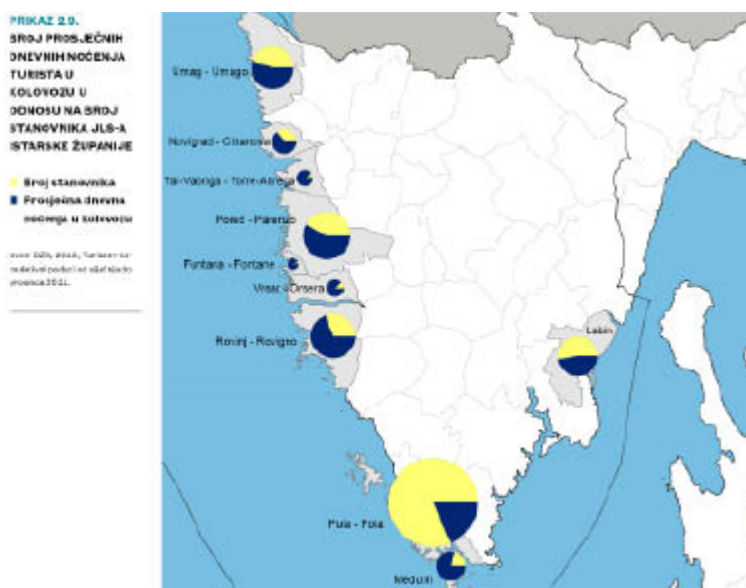 PRIKAZ 2.9.
BROJ PROSJEČNIH
DNEVNIH NOĆENJA
TURISTA U
KOLOVOZU U
ODNOSU NA BROJ
STANOVNIKA JLS-A
ISTARSKE ŽUPANIJE
Broj stanovnika
Prosječna dnevna
noćenja u kolovozu
Umag - Umago
Novigrad - Cittanova
Tar-Vabriga - Torre-Abrega
Poreč - Parenzo
Funtana - Fontane
Vrsar - Orsera
Rovinj - Rovigno
Labin
Pula - Pola
Medulin